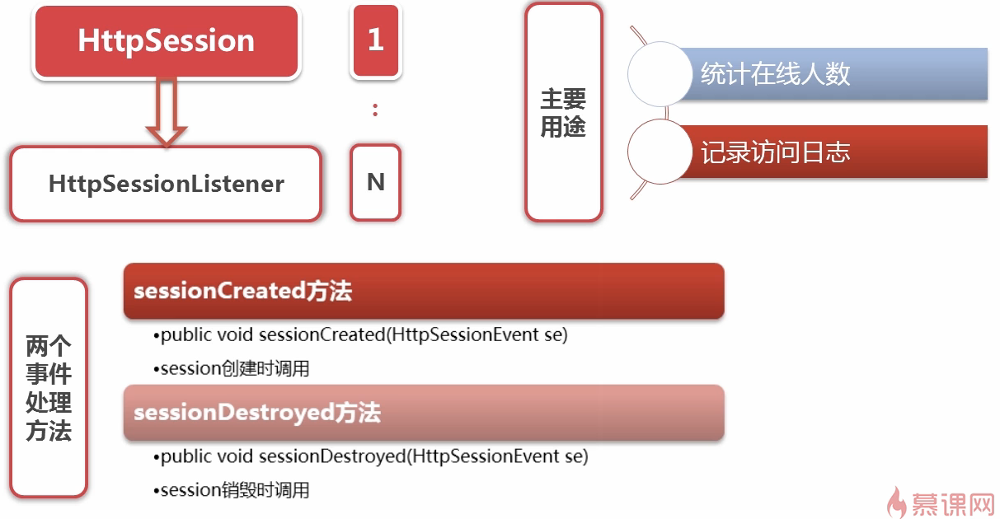 HttpSession
1
:
HttpSessionListener
N
主要
用途
统计在线人数
记录访问日志
两个
事件
处理
方法
sessionCreated方法
•public void sessionCreated(HttpSessionEvent se)
•session创建时调用
sessionDestroyed方法
•public void sessionDestroyed(HttpSessionEvent se)
•session销毁时调用
慕课网